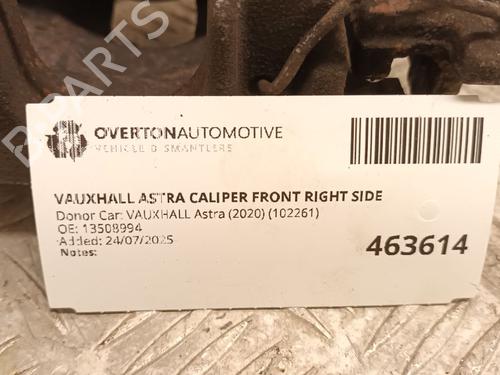 BPARTS
OVERTONAUTOMOTIVE
VEHICLE DISMANTLERS
VAUXHALL ASTRA CALIPER FRONT RIGHT SIDE
Donor Car: VAUXHALL Astra (2020) (102261)
OE: 13508994
Added: 24/07/2025
Notes:
463614